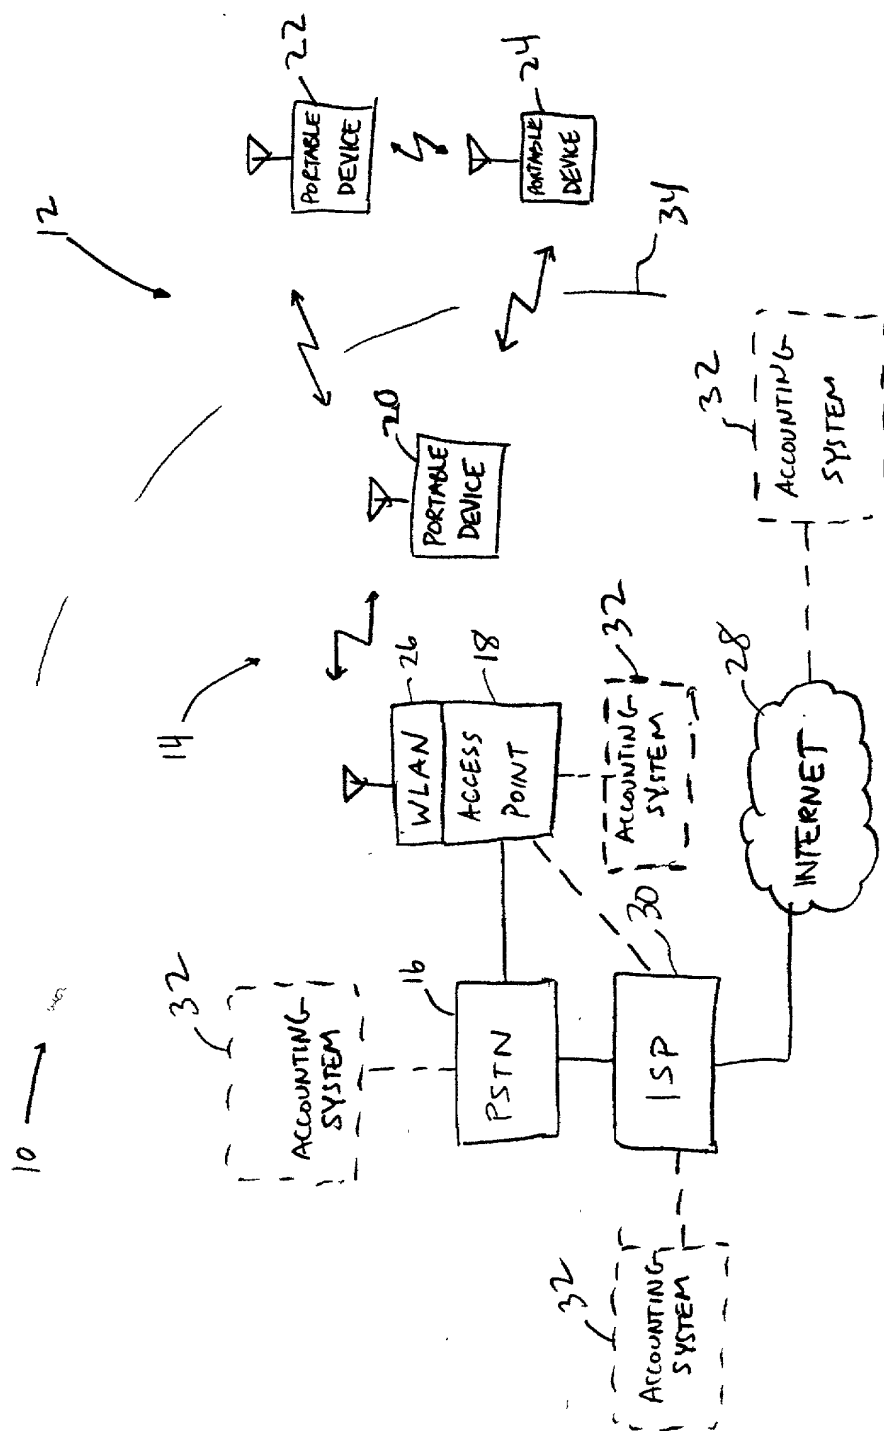 10
12
14
32
ACCOUNTING
SYSTEM
16
PSTN
WLAN
26
ACCESS
POINT
18
20
PORTABLE
DEVICE
22
PORTABLE
DEVICE
24
PORTABLE
DEVICE
34
32
ACCOUNTING
SYSTEM
30
ISP
32
ACCOUNTING
SYSTEM
28
INTERNET
32
ACCOUNTING
SYSTEM